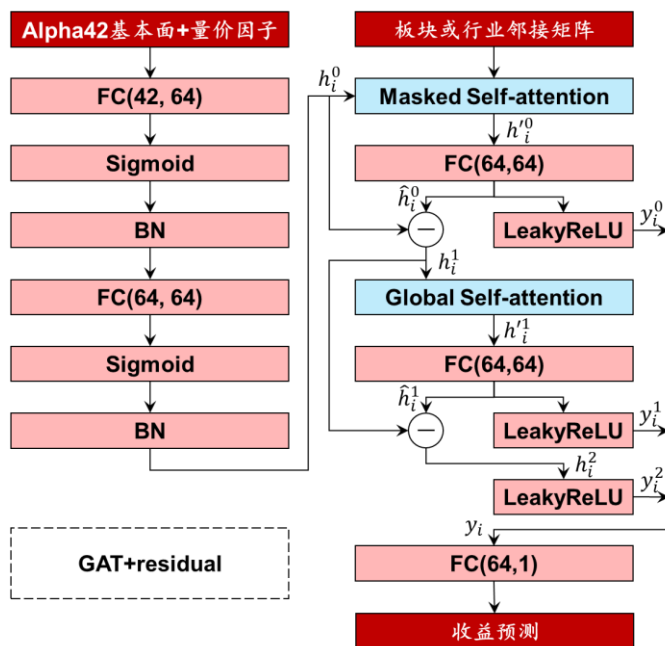 Alpha42基本面+量价因子
FC(42, 64)
Sigmoid
BN
FC(64, 64)
Sigmoid
BN
GAT+residual
板块或行业邻接矩阵
h_i^0
Masked Self-attention
h'_i^0
FC(64,64)
ĥ_i^0
−
LeakyReLU
y_i^0
h_i^1
Global Self-attention
h'_i^1
FC(64,64)
ĥ_i^1
−
LeakyReLU
y_i^1
h_i^2
LeakyReLU
y_i^2
y_i
FC(64,1)
收益预测